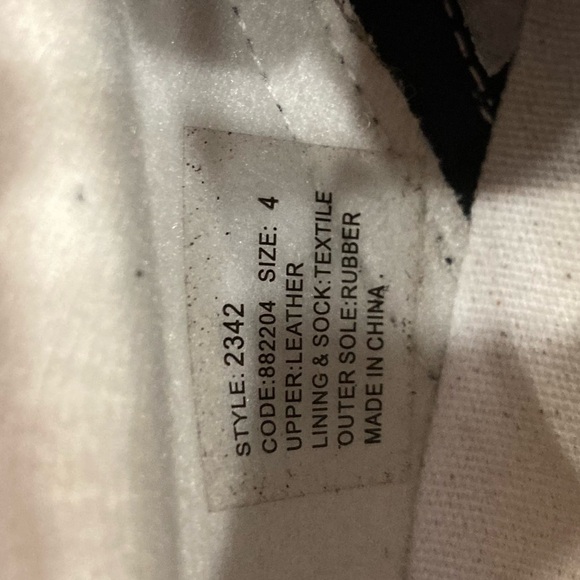 STYLE: 2342
CODE:882204 SIZE: 4
UPPER:LEATHER
LINING & SOCK:TEXTILE
OUTER SOLE:RUBBER
MADE IN CHINA.